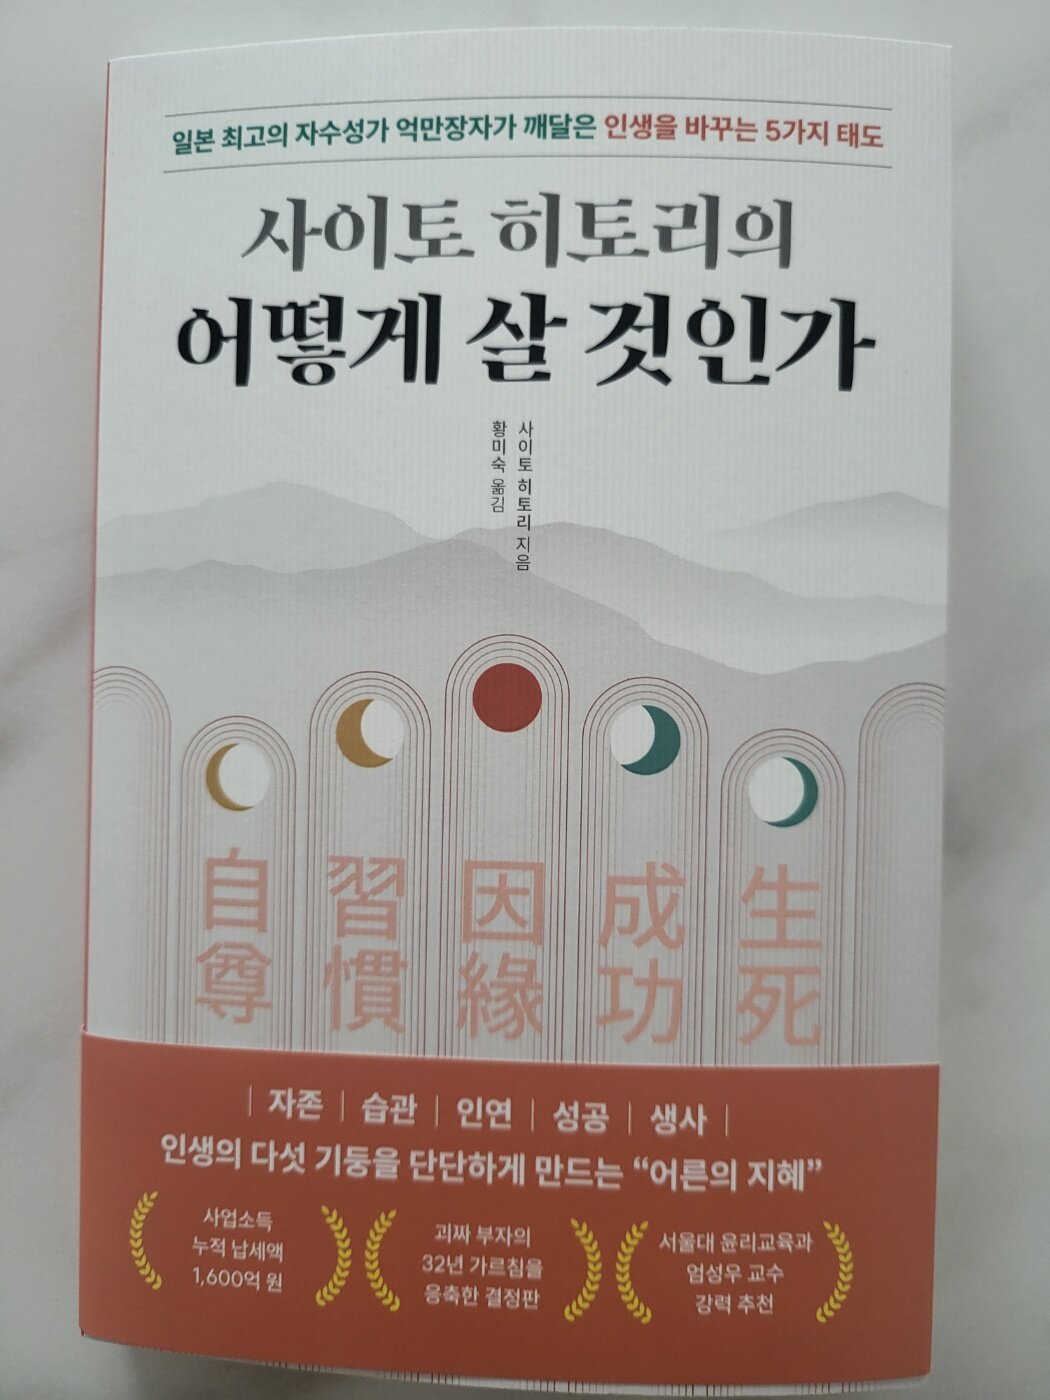 일본 최고의 자수성가 억만장자가 깨달은 인생을 바꾸는 5가지 태도
사이토 히토리의
어떻게 살 것인가
사이토 히토리 지음
황미숙 옮김
自尊
習慣
因緣
成功
生死
| 자존 | 습관 | 인연 | 성공 | 생사 |
인생의 다섯 기둥을 단단하게 만드는 “어른의 지혜”
사업소득
누적 납세액
1,600억 원
괴짜 부자의
32년 가르침을
응축한 결정판
서울대 윤리교육과
엄성우 교수
강력 추천